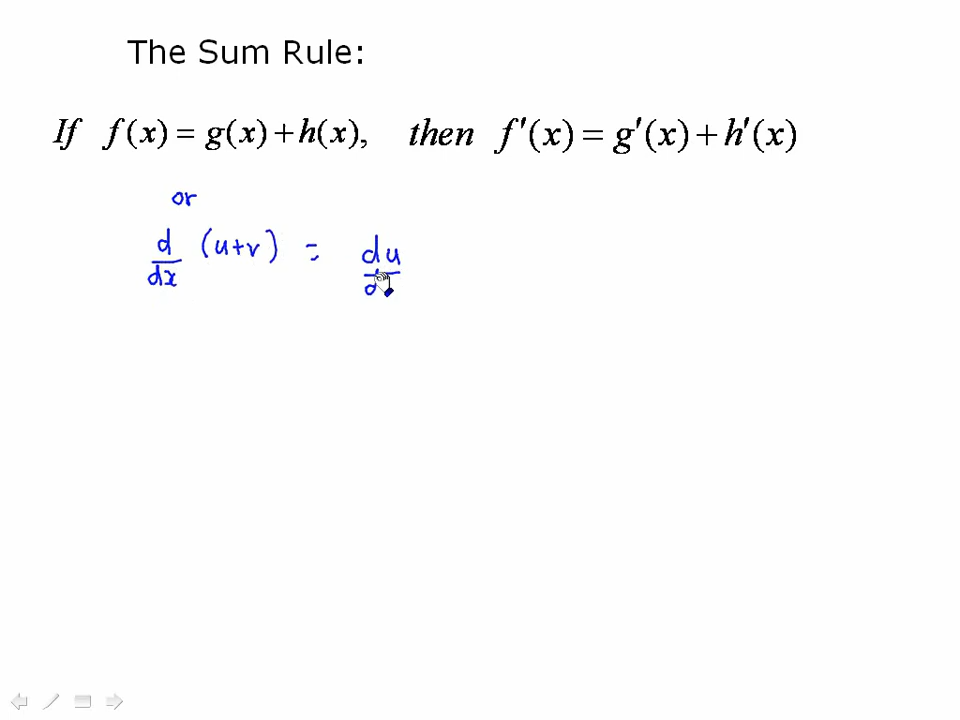 The Sum Rule:
If f(x) = g(x) + h(x), then f′(x) = g′(x) + h′(x)
or
d/dx (u+v) = du/d